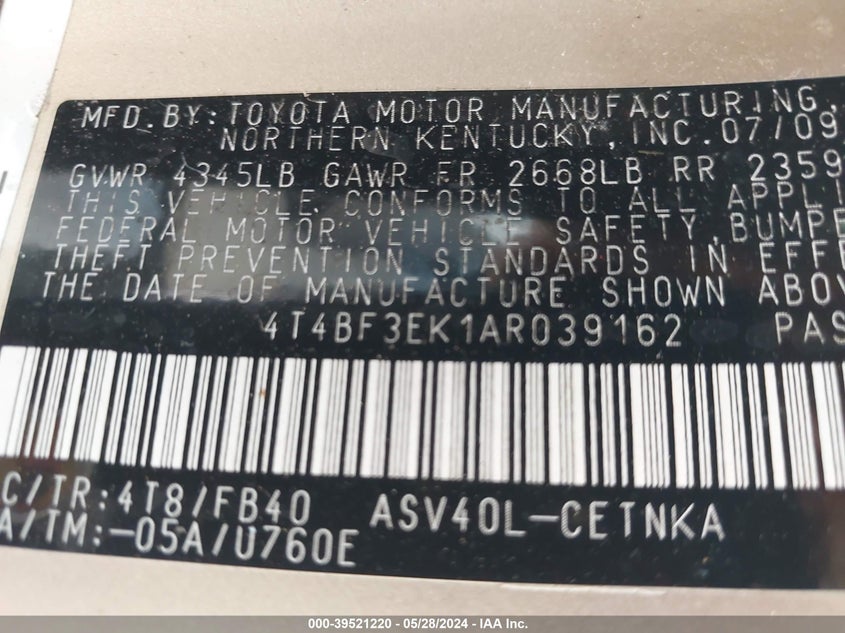 MFD.BY:TOYOTA MOTOR MANUFACTURING,
NORTHERN KENTUCKY,INC.07/09
GVWR 4345LB GAWR FR 2668LB RR 2359
THIS VEHICLE CONFORMS TO ALL APPLI
FEDERAL MOTOR VEHICLE SAFETY,BUMPE
THEFT PREVENTION STANDARDS IN EFFE
THE DATE OF MANUFACTURE SHOWN ABOV
4T4BF3EK1AR039162 PAS
C/TR:4T8/FB40 ASV40L-CETNKA
A/TM:-05A/U760E
000-39521220 - 05/28/2024 - IAA Inc.